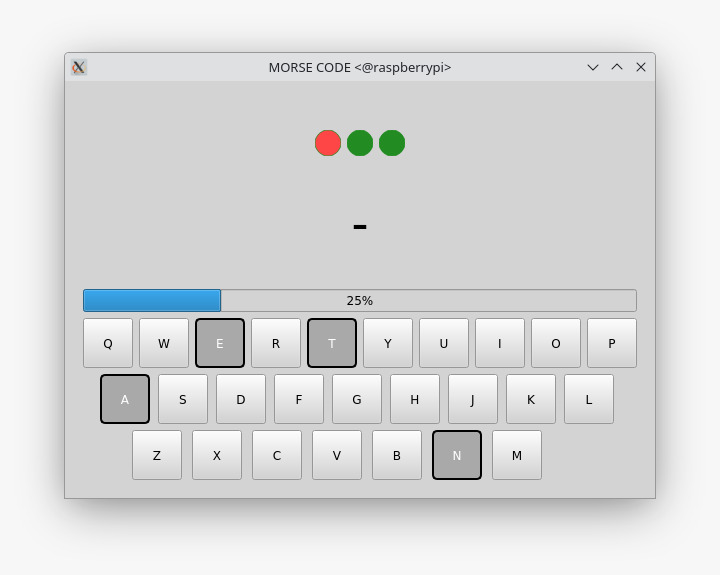 MORSE CODE <@raspberrypi>
-
25%
Q W E R T Y U I O P
A S D F G H J K L
Z X C V B N M